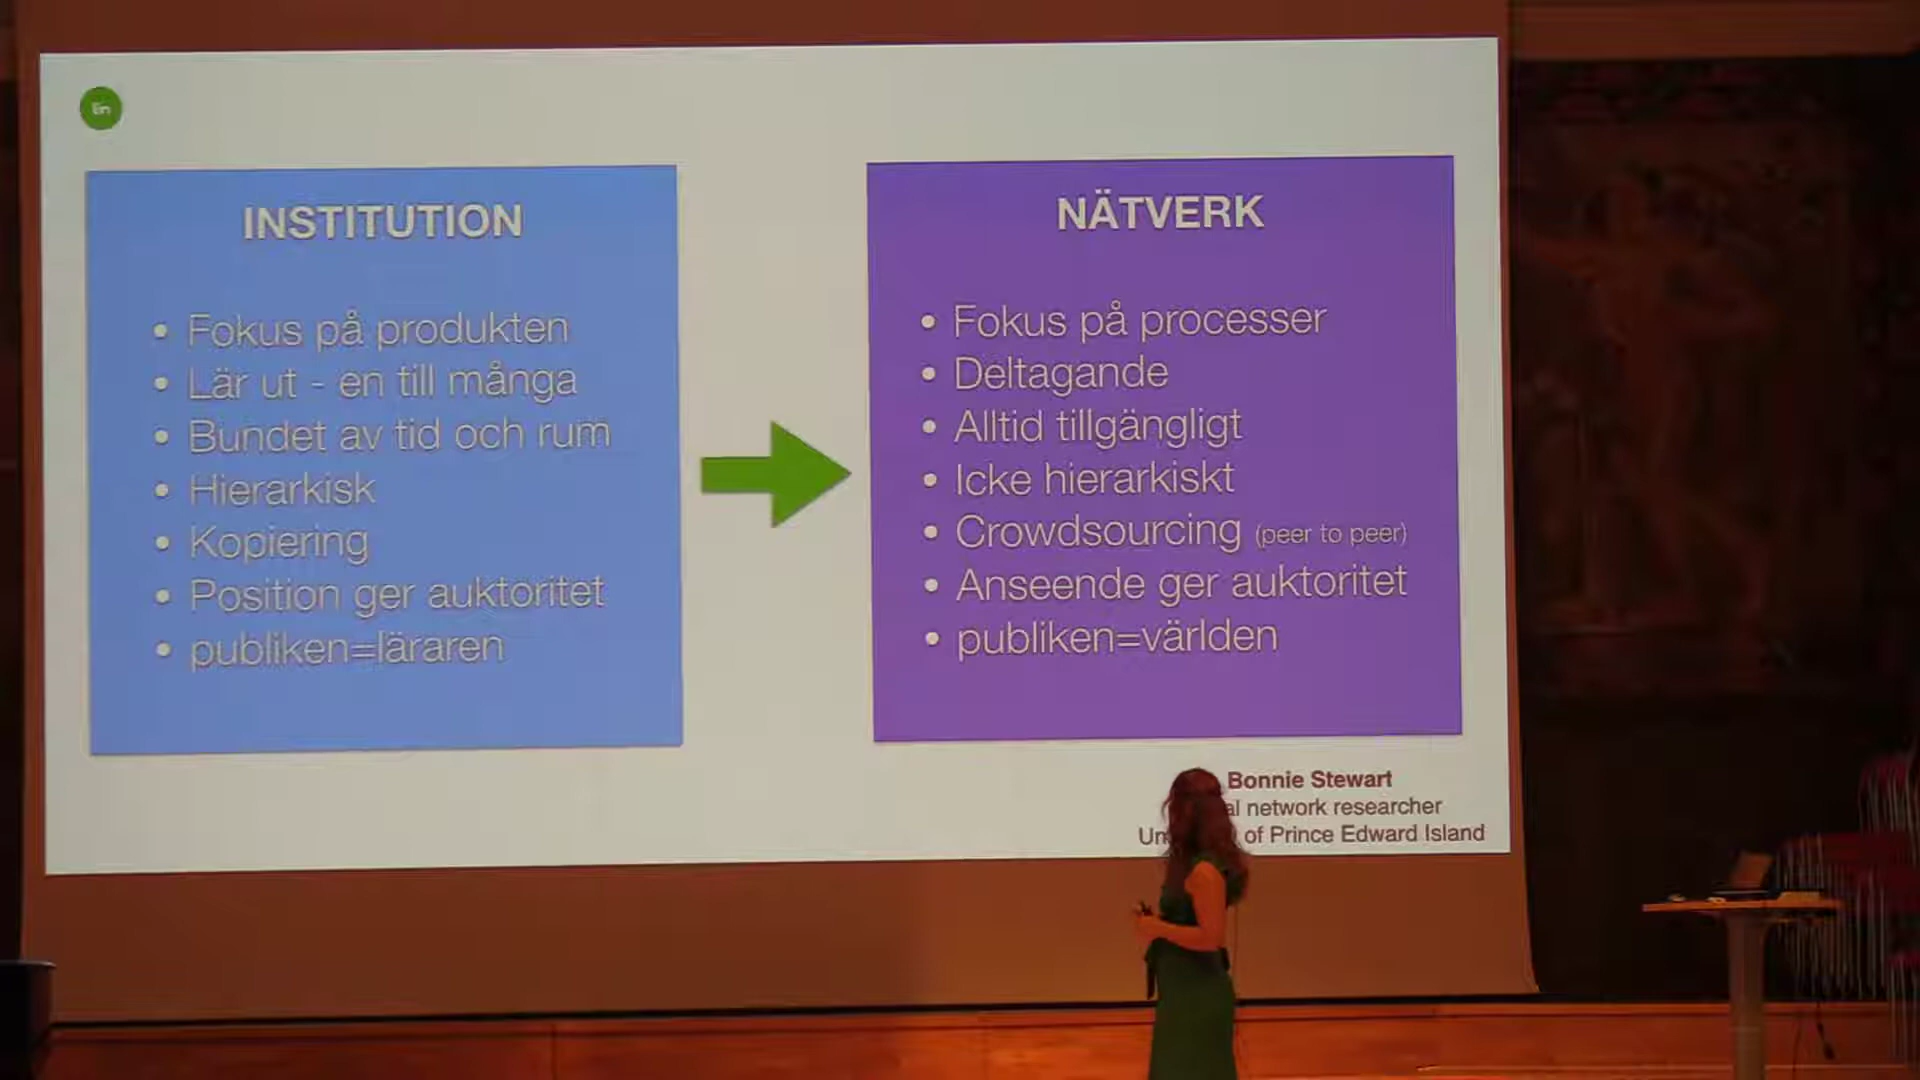 Ein
INSTITUTION
• Fokus på produkten
• Lär ut - en till många
• Bundet av tid och rum
• Hierarkisk
• Kopiering
• Position ger auktoritet
• publiken=läraren
NÄTVERK
• Fokus på processer
• Deltagande
• Alltid tillgängligt
• Icke hierarkiskt
• Crowdsourcing (peer to peer)
• Anseende ger auktoritet
• publiken=världen
Bonnie Stewart
network researcher
of Prince Edward Island